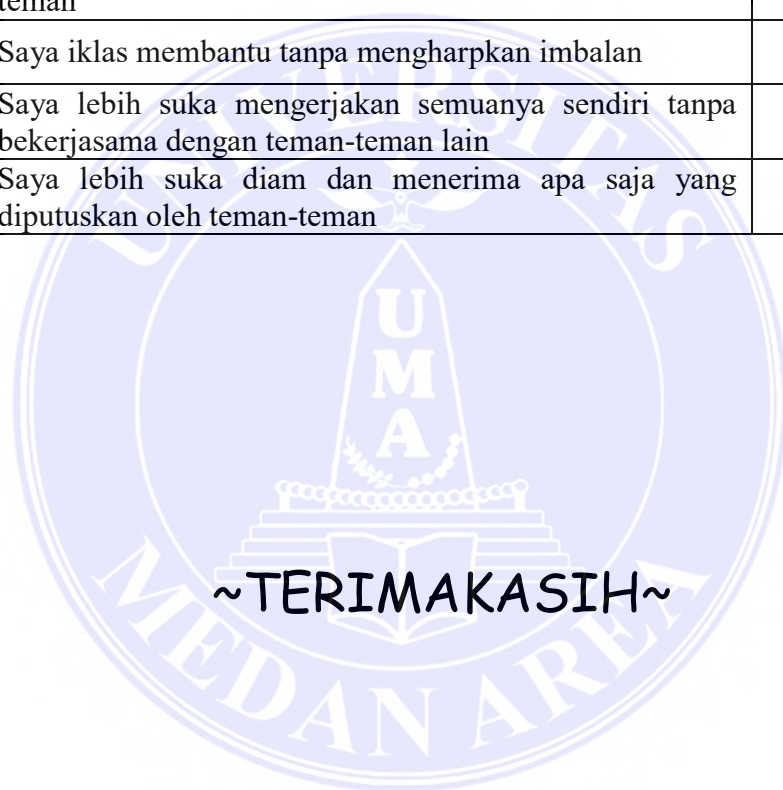 teman
Saya iklas membantu tanpa mengharpkan imbalan
Saya lebih suka mengerjakan semuanya sendiri tanpa
bekerjasama dengan teman-teman lain
Saya lebih suka diam dan menerima apa saja yang
diputuskan oleh teman-teman
UNIVERSITAS
U
M
A
~TERIMAKASIH~
MEDAN AREA